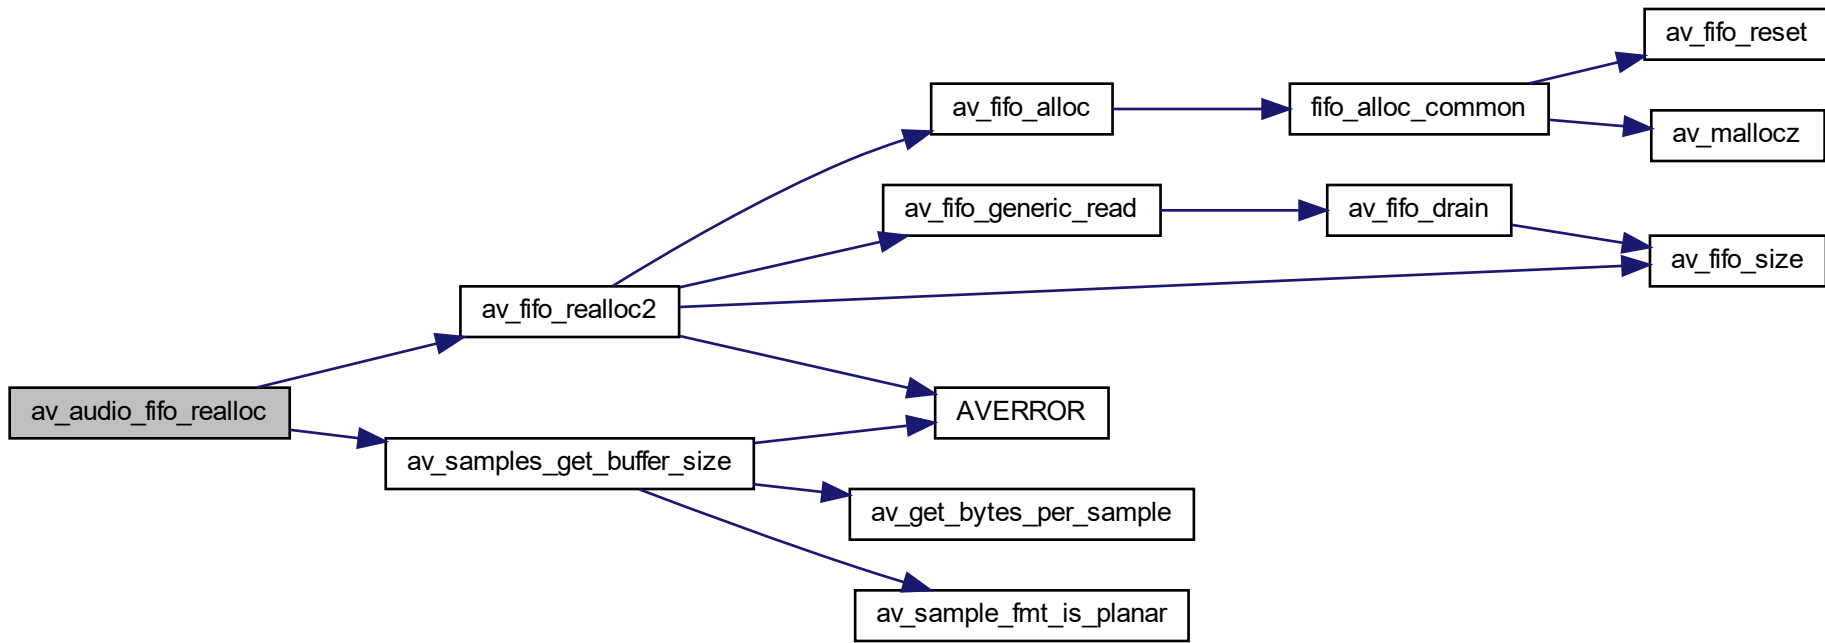 av_fifo_reset
av_fifo_alloc
fifo_alloc_common
av_mallocz
av_fifo_generic_read
av_fifo_drain
av_fifo_size
av_fifo_realloc2
av_audio_fifo_realloc
AVERROR
av_samples_get_buffer_size
av_get_bytes_per_sample
av_sample_fmt_is_planar